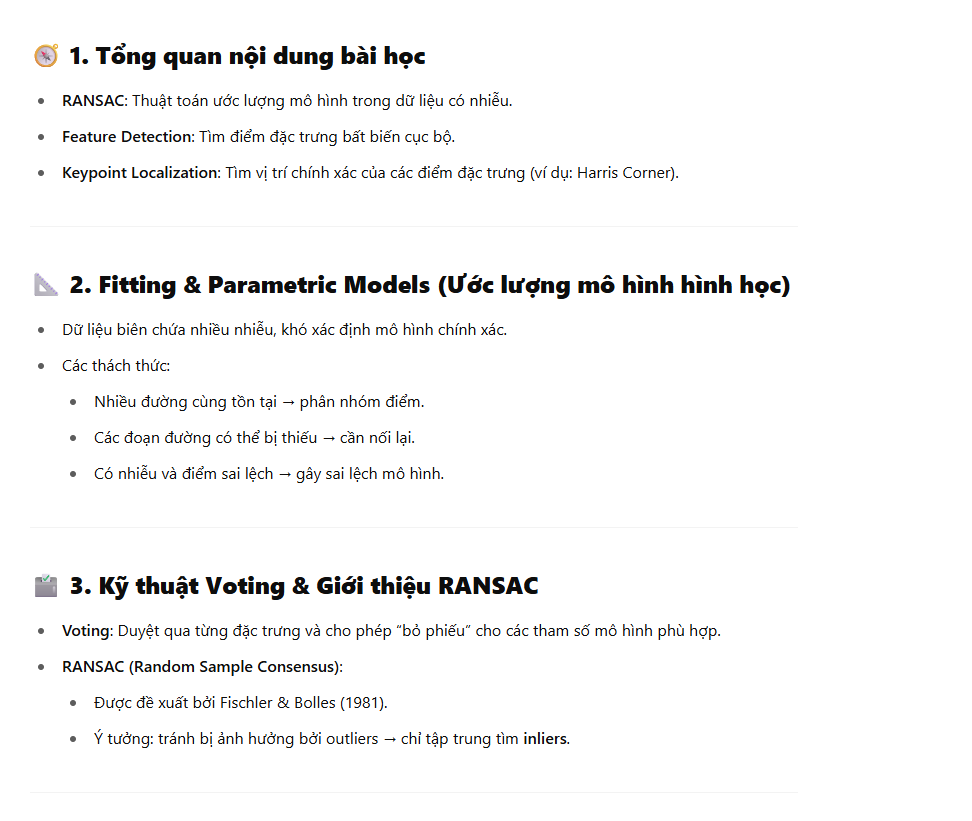 1. Tổng quan nội dung bài học
RANSAC: Thuật toán ước lượng mô hình trong dữ liệu có nhiễu.
Feature Detection: Tìm điểm đặc trưng bất biến cục bộ.
Keypoint Localization: Tìm vị trí chính xác của các điểm đặc trưng (ví dụ: Harris Corner).
2. Fitting & Parametric Models (Ước lượng mô hình hình học)
Dữ liệu biên chứa nhiều nhiễu, khó xác định mô hình chính xác.
Các thách thức:
Nhiều đường cùng tồn tại → phân nhóm điểm.
Các đoạn đường có thể bị thiếu → cần nối lại.
Có nhiễu và điểm sai lệch → gây sai lệch mô hình.
3. Kỹ thuật Voting & Giới thiệu RANSAC
Voting: Duyệt qua từng đặc trưng và cho phép “bỏ phiếu” cho các tham số mô hình phù hợp.
RANSAC (Random Sample Consensus):
Được đề xuất bởi Fischler & Bolles (1981).
Ý tưởng: tránh bị ảnh hưởng bởi outliers → chỉ tập trung tìm inliers.